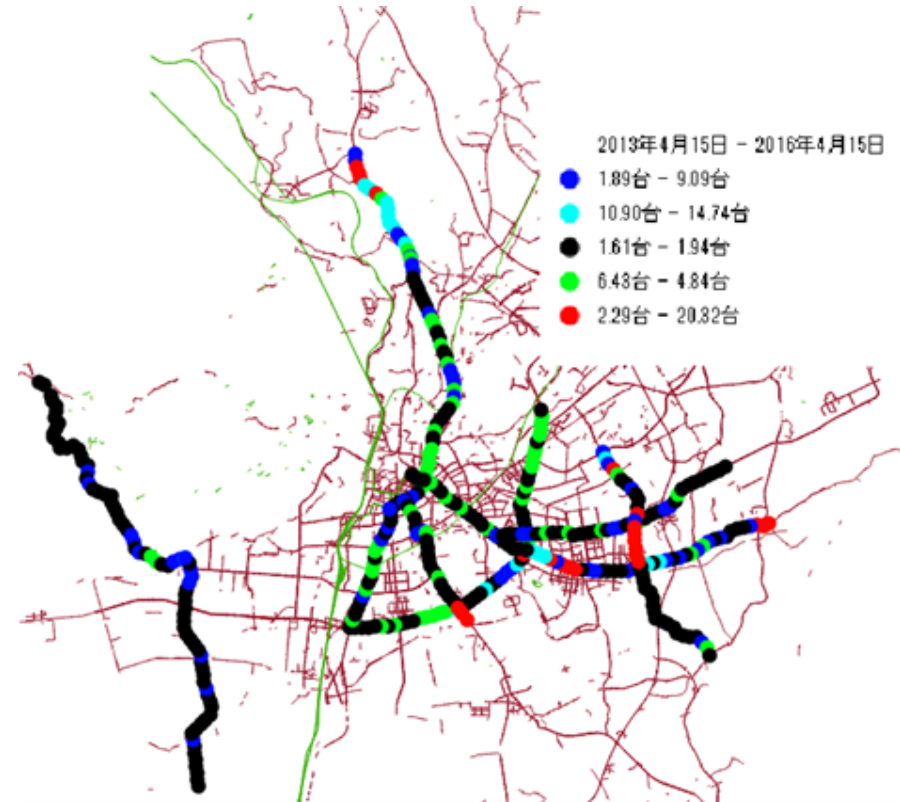 2013年4月15日 - 2016年4月15日
1.89台 - 9.09台
10.90台 - 14.74台
1.61台 - 1.94台
6.43台 - 4.84台
2.29台 - 20.82台